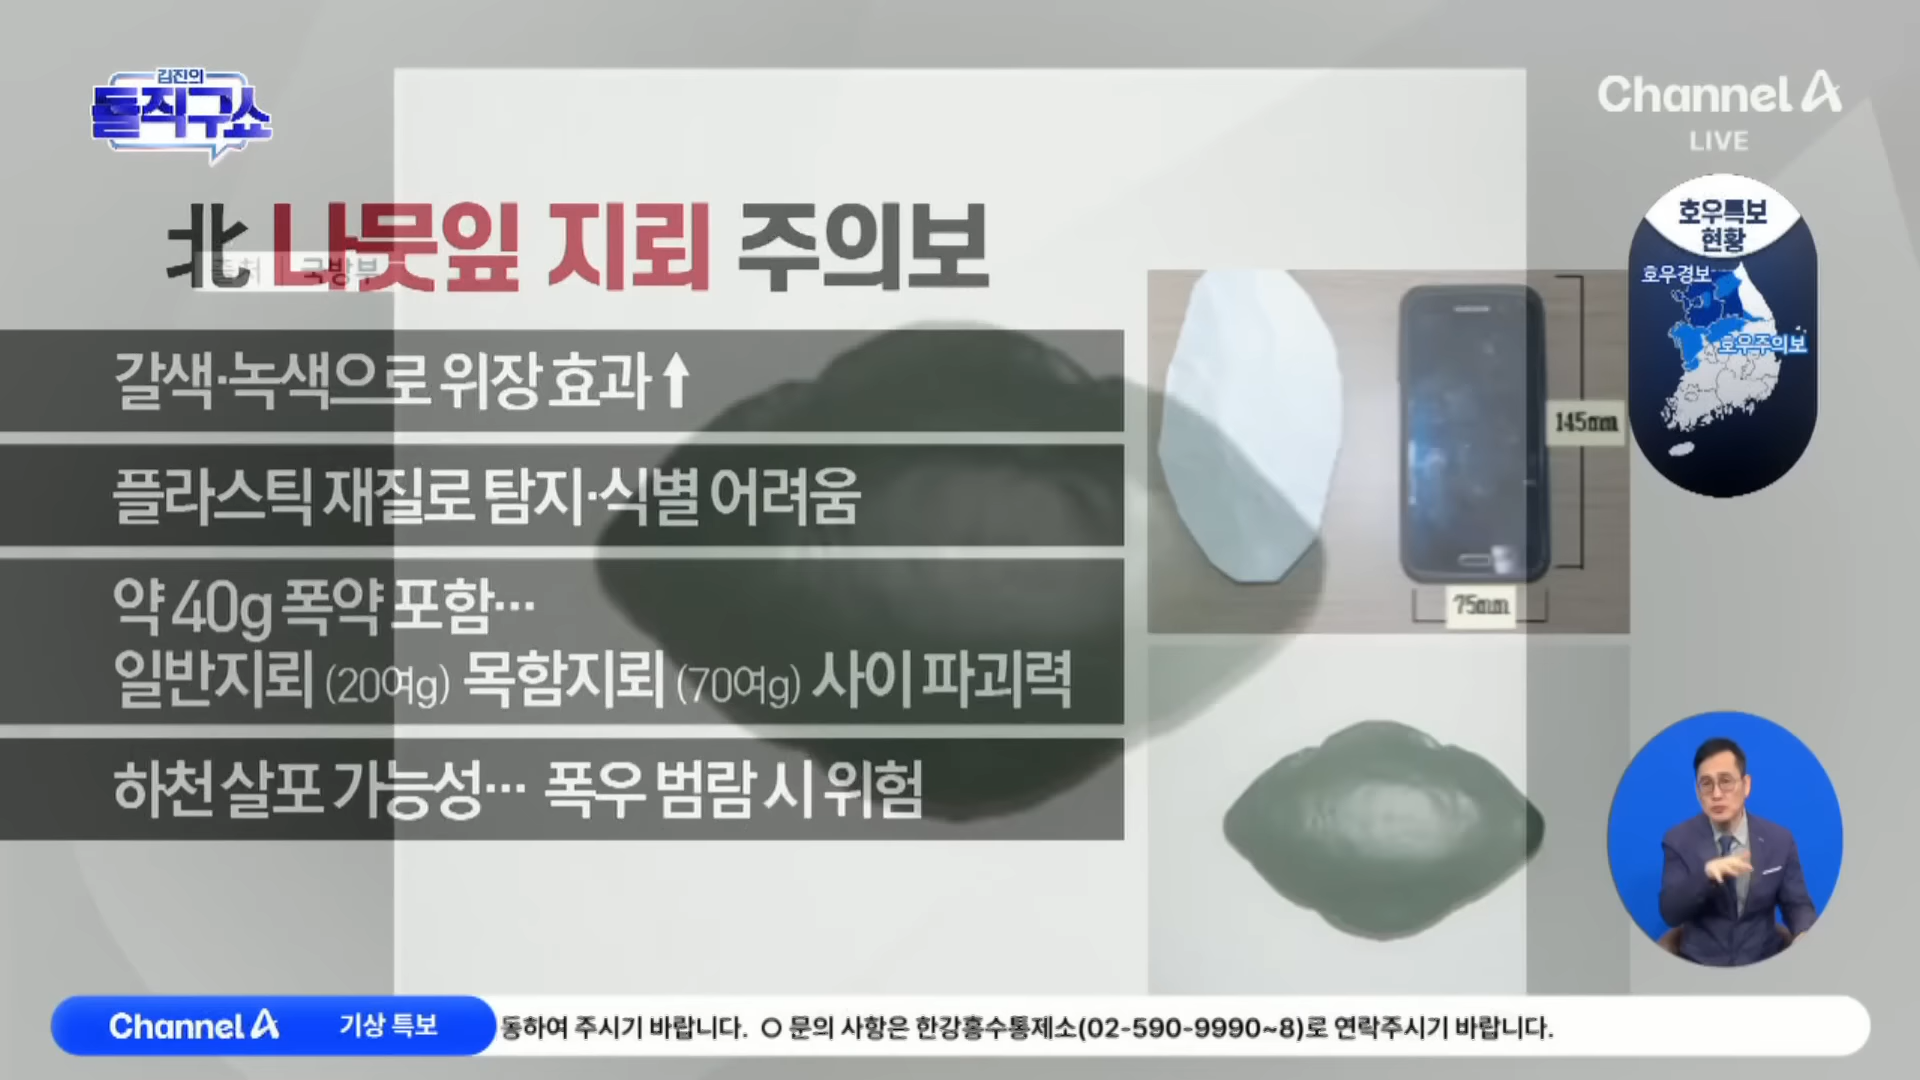 김진의
돌직구쇼
Channel A
LIVE
호우특보
현황
호우경보
호우주의보
北 나뭇잎 지뢰 주의보
출처 | 국방부
갈색·녹색으로 위장 효과↑
플라스틱 재질로 탐지·식별 어려움
약 40g 폭약 포함…
일반지뢰 (20여g) 목함지뢰 (70여g) 사이 파괴력
하천 살포 가능성… 폭우 범람 시 위험
145mm
75mm
Channel A 기상 특보
동하여 주시기 바랍니다. ○ 문의 사항은 한강홍수통제소(02-590-9990~8)로 연락주시기 바랍니다.